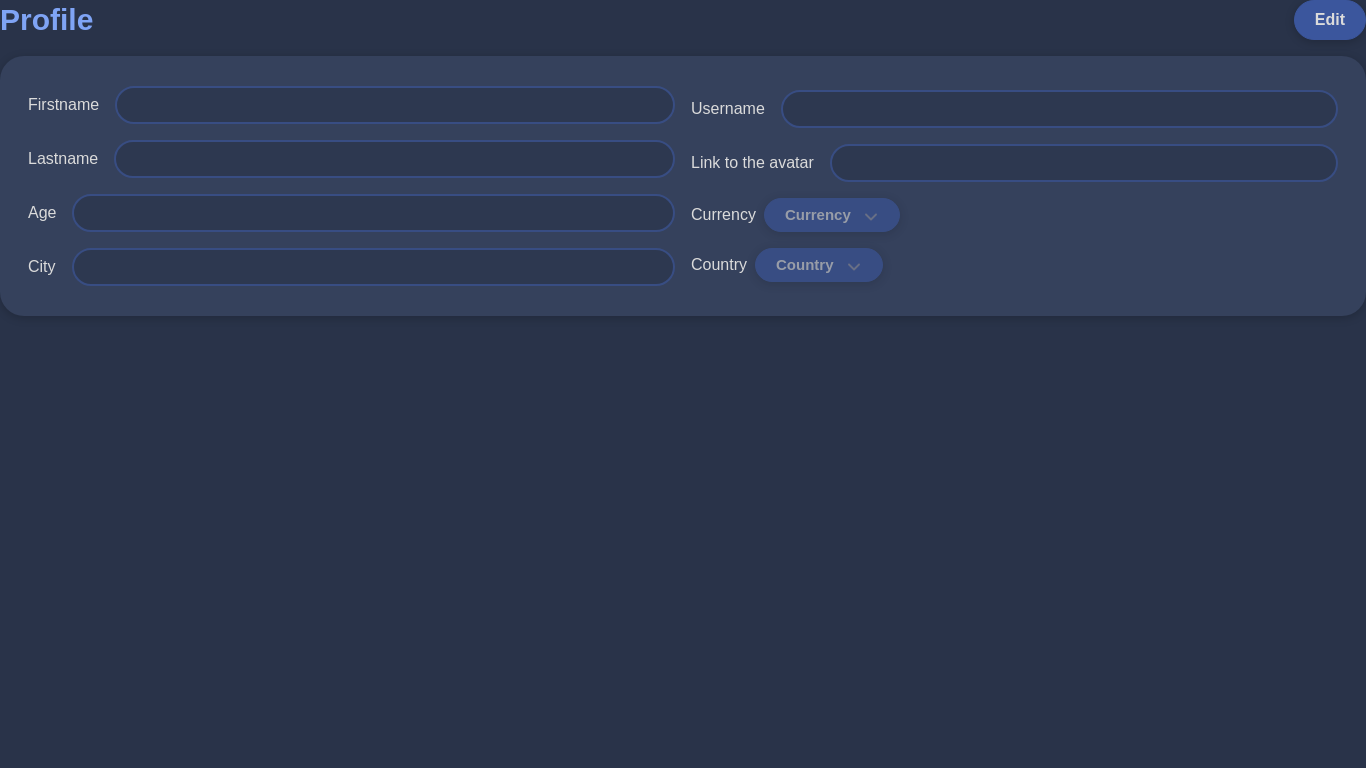 Profile
Edit
Firstname
Lastname
Age
City
Username
Link to the avatar
Currency Currency
Country Country